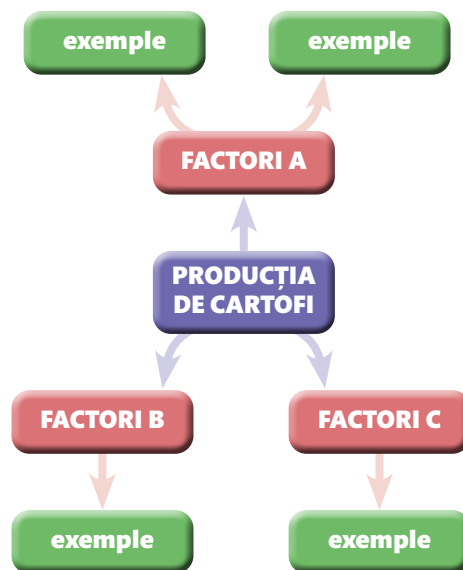 exemple
exemple
FACTORI A
PRODUCȚIA
DE CARTOFI
FACTORI B
FACTORI C
exemple
exemple